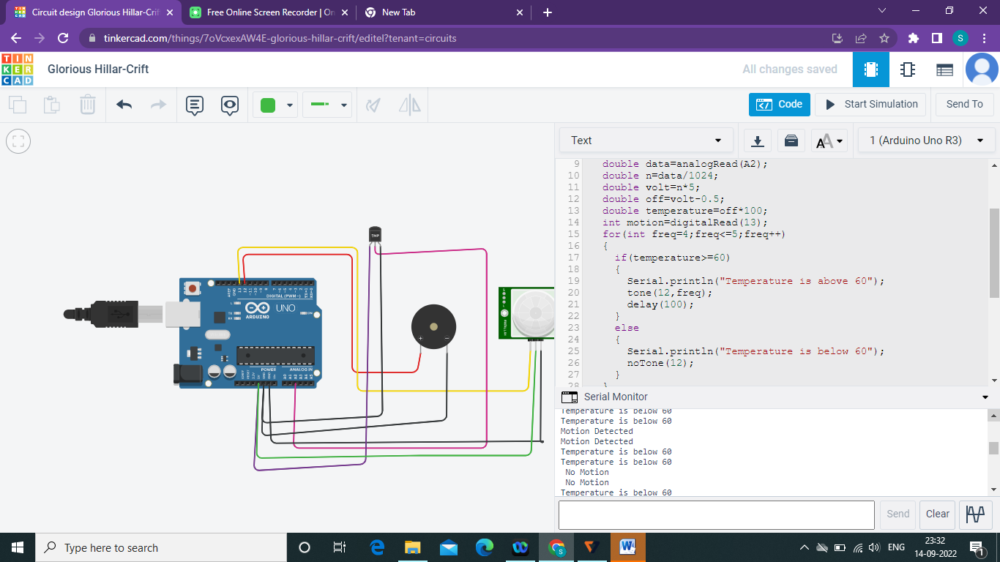 Circuit design Glorious Hillar-Crif
Free Online Screen Recorder | On
New Tab
tinkercad.com/things/7oVcxexAW4E-glorious-hillar-crift/editel?tenant=circuits
S
TIN
KER
CAD
Glorious Hillar-Crift
All changes saved
Code
Start Simulation
Send To
Text
1 (Arduino Uno R3)
9 double data=analogRead(A2);
10 double n=data/1024;
11 double volt=n*5;
12 double off=volt-0.5;
13 double temperature=off*100;
14 int motion=digitalRead(13);
15 for(int freq=4;freq<=5;freq++)
16 {
17 if(temperature>=60)
18 {
19 Serial.println("Temperature is above 60");
20 tone(12,freq);
21 delay(100);
22 }
23 else
24 {
25 Serial.println("Temperature is below 60");
26 noTone(12);
27 }
28 }
TMP
DIGITAL (PWM~)
UNO
ARDUINO
POWER
ANALOG IN
Serial Monitor
Temperature is below 60
Temperature is below 60
Motion Detected
Motion Detected
Temperature is below 60
Temperature is below 60
No Motion
No Motion
Temperature is below 60
Send
Clear
Type here to search
ENG
23:32
14-09-2022
1